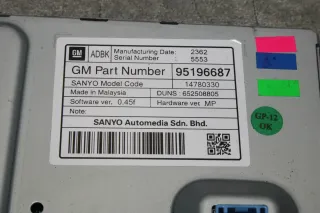 GM ADBK Manufacturing Date: 2362
Serial Number 5553
GM Part Number 95196687
SANYO Model Code 14780330
Made in Malaysia DUNS : 652508805
Software ver. 0.45f Hardware ver. MP
Note:
SANYO Automedia Sdn. Bhd.
GP-12
OK